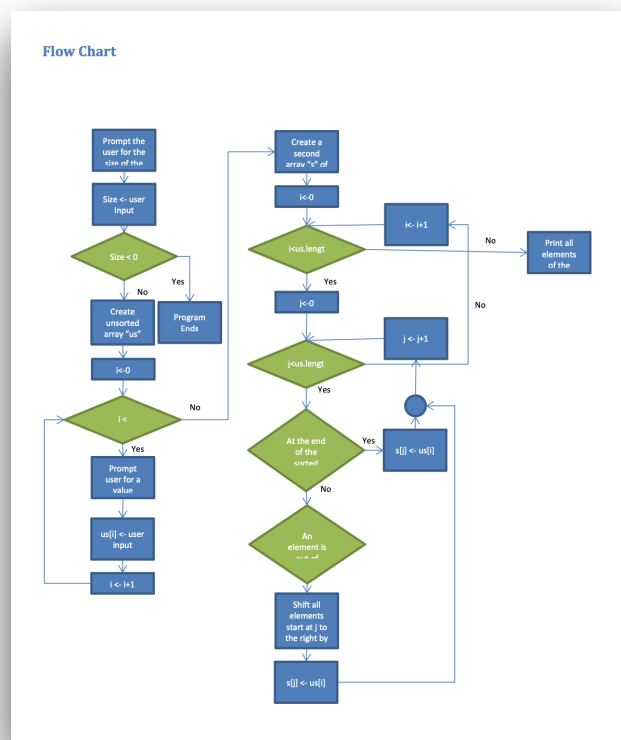 Flow Chart
Prompt the
user for the
size of the
Size <- user
Input
Size < 0
Yes
No
Create
unsorted
array "us"
Program
Ends
i<-0
i <
No
Yes
Prompt
user for a
value
us[i] <- user
input
i <- i+1
Create a
second
array "s" of
i<-0
i<- i+1
i<us.lengt
No
Print all
elements
of the
Yes
j<-0
No
j <- j+1
j<us.lengt
Yes
At the end
of the
sorted
Yes
s[j] <- us[i]
No
An
element is
out of
Shift all
elements
start at j to
the right by
s[j] <- us[i]